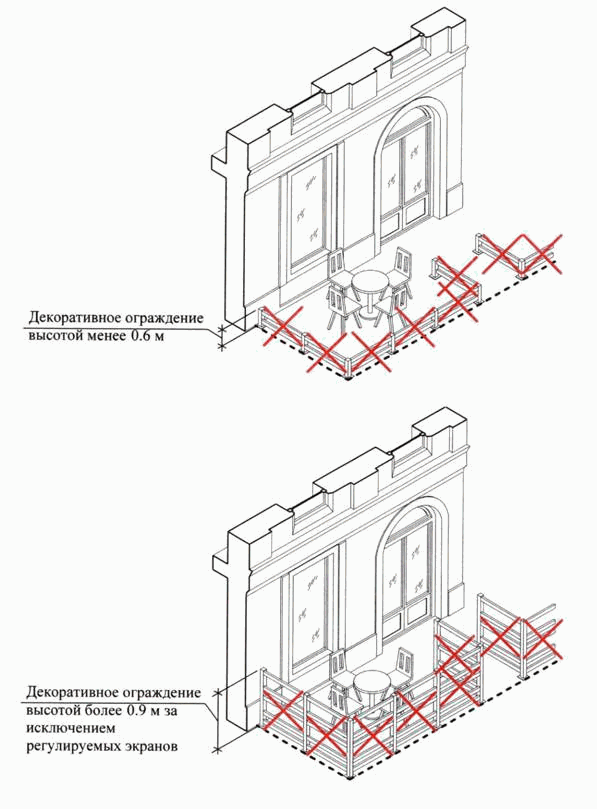 Декоративное ограждение
высотой менее 0.6 м
Декоративное ограждение
высотой более 0.9 м за
исключением
регулируемых экранов